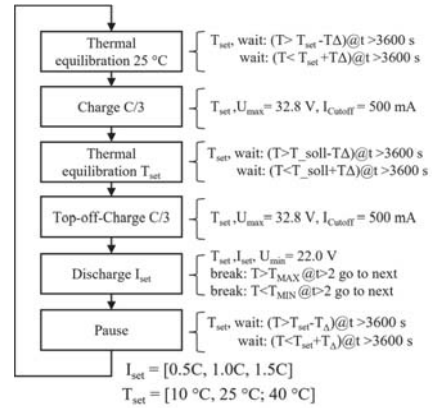 Thermal equilibration 25 °C
T_set, wait: (T> T_set-TΔ)@t >3600 s
wait: (T< T_set+TΔ)@t >3600 s
Charge C/3
T_set ,U_max= 32.8 V, I_Cutoff = 500 mA
Thermal equilibration T_set
T_set, wait: (T>T_soll-TΔ)@t >3600 s
wait: (T<T_soll+TΔ)@t >3600 s
Top-off-Charge C/3
T_set ,U_max= 32.8 V, I_Cutoff = 500 mA
Discharge I_set
T_set ,I_set, U_min= 22.0 V
break: T>T_MAX @t>2 go to next
break: T<T_MIN @t>2 go to next
Pause
T_set, wait: (T>T_set-T_Δ)@t >3600 s
wait: (T<T_set+T_Δ)@t >3600 s
I_set = [0.5C, 1.0C, 1.5C]
T_set = [10 °C, 25 °C; 40 °C]